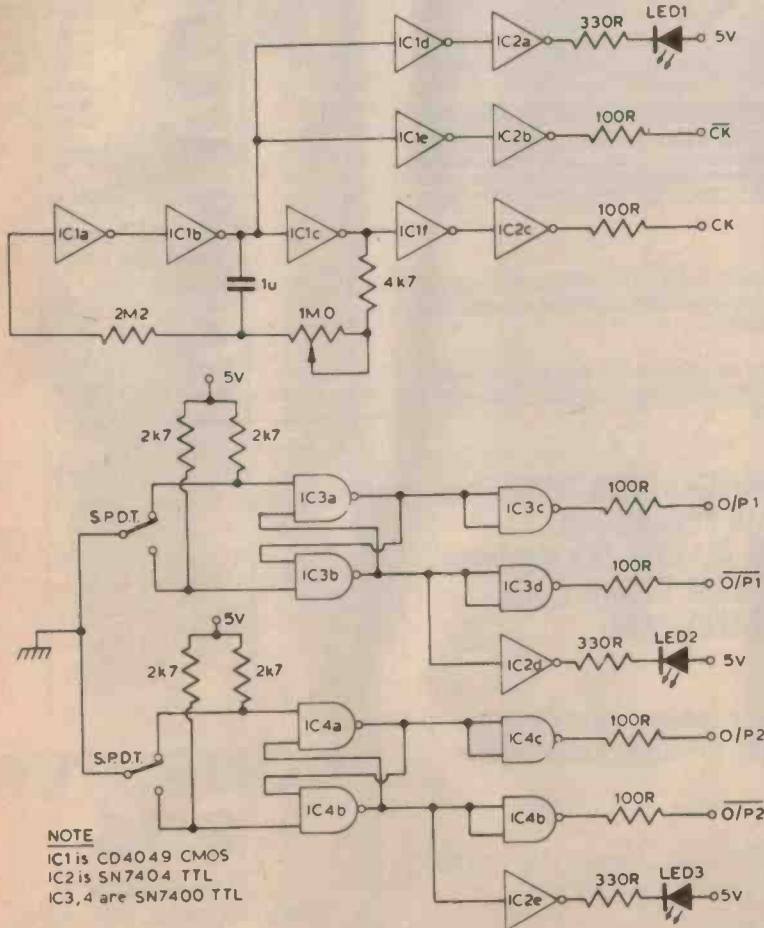 LED1
330R
IC1d
IC2a
5V
100R
IC1e
IC2b
CK
100R
IC1a
IC1b
IC1c
IC1f
IC2c
CK
1u
4k7
2M2
1M0
5V
2k7
2k7
S.P.D.T.
IC3a
IC3c
100R
O/P1
IC3b
IC3d
100R
O/P1
5V
2k7
2k7
IC2d
330R
LED2
5V
S.P.D.T.
IC4a
IC4c
100R
O/P2
IC4b
IC4b
100R
O/P2
NOTE
IC1 is CD4049 CMOS
IC2 is SN7404 TTL
IC3,4 are SN7400 TTL
IC2e
330R
LED3
5V